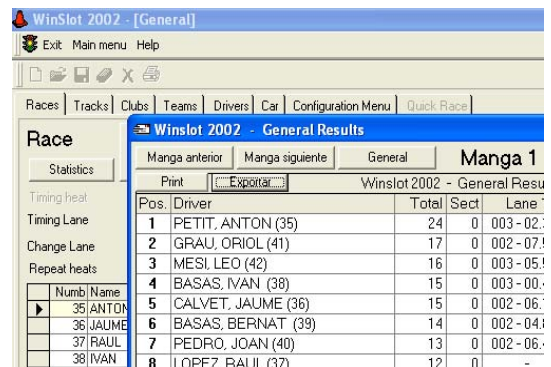 WinSlot 2002 - [General]
Exit Main menu Help
Races Tracks Clubs Teams Drivers Car Configuration Menu Quick Race
Race
Statistics
Timing heat
Timing Lane
Change Lane
Repeat heats
Numb Name
35 ANTON
36 JAUME
37 RAUL
38 IVAN
Winslot 2002 - General Results
Manga anterior Manga siguiente General Manga 1
Print Exportar Winslot 2002 - General Resu
Pos. Driver Total Sect Lane
1 PETIT, ANTON (35) 24 0 003 - 02.
2 GRAU, ORIOL (41) 17 0 002 - 07.
3 MESI, LEO (42) 16 0 003 - 05.
4 BASAS, IVAN (38) 15 0 003 - 00.
5 CALVET, JAUME (36) 15 0 002 - 06.
6 BASAS, BERNAT (39) 14 0 002 - 04.
7 PEDRO, JOAN (40) 13 0 002 - 06.
8 LOPEZ, RAUL (37) 12 0 -